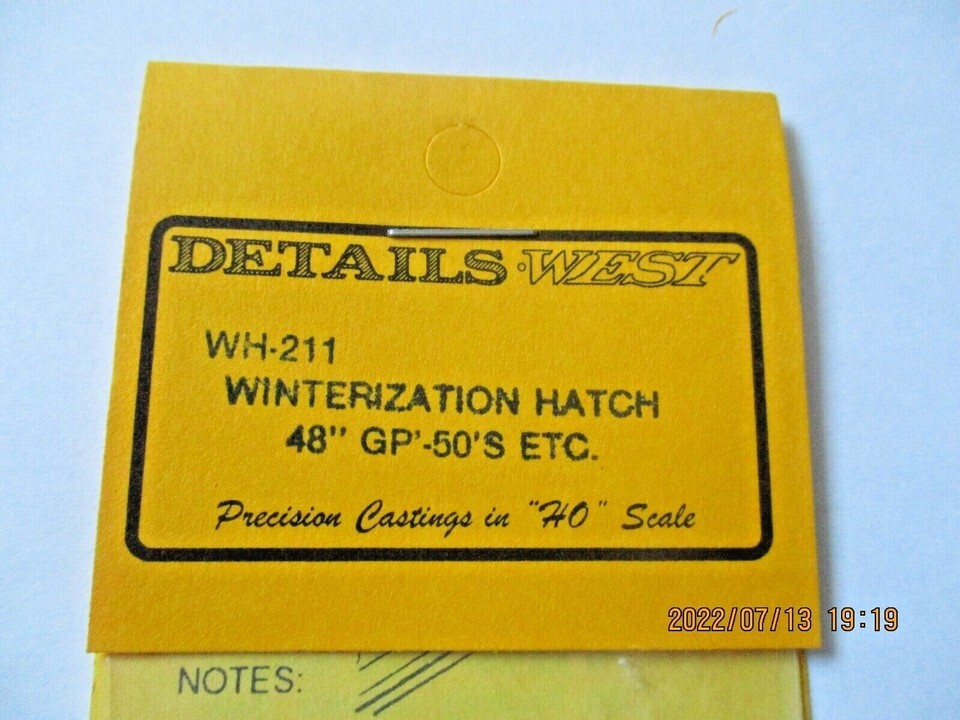 DETAILS·WEST
WH-211
WINTERIZATION HATCH
48" GP'-50'S ETC.
Precision Castings in "HO" Scale
2022/07/13 19:19
NOTES: